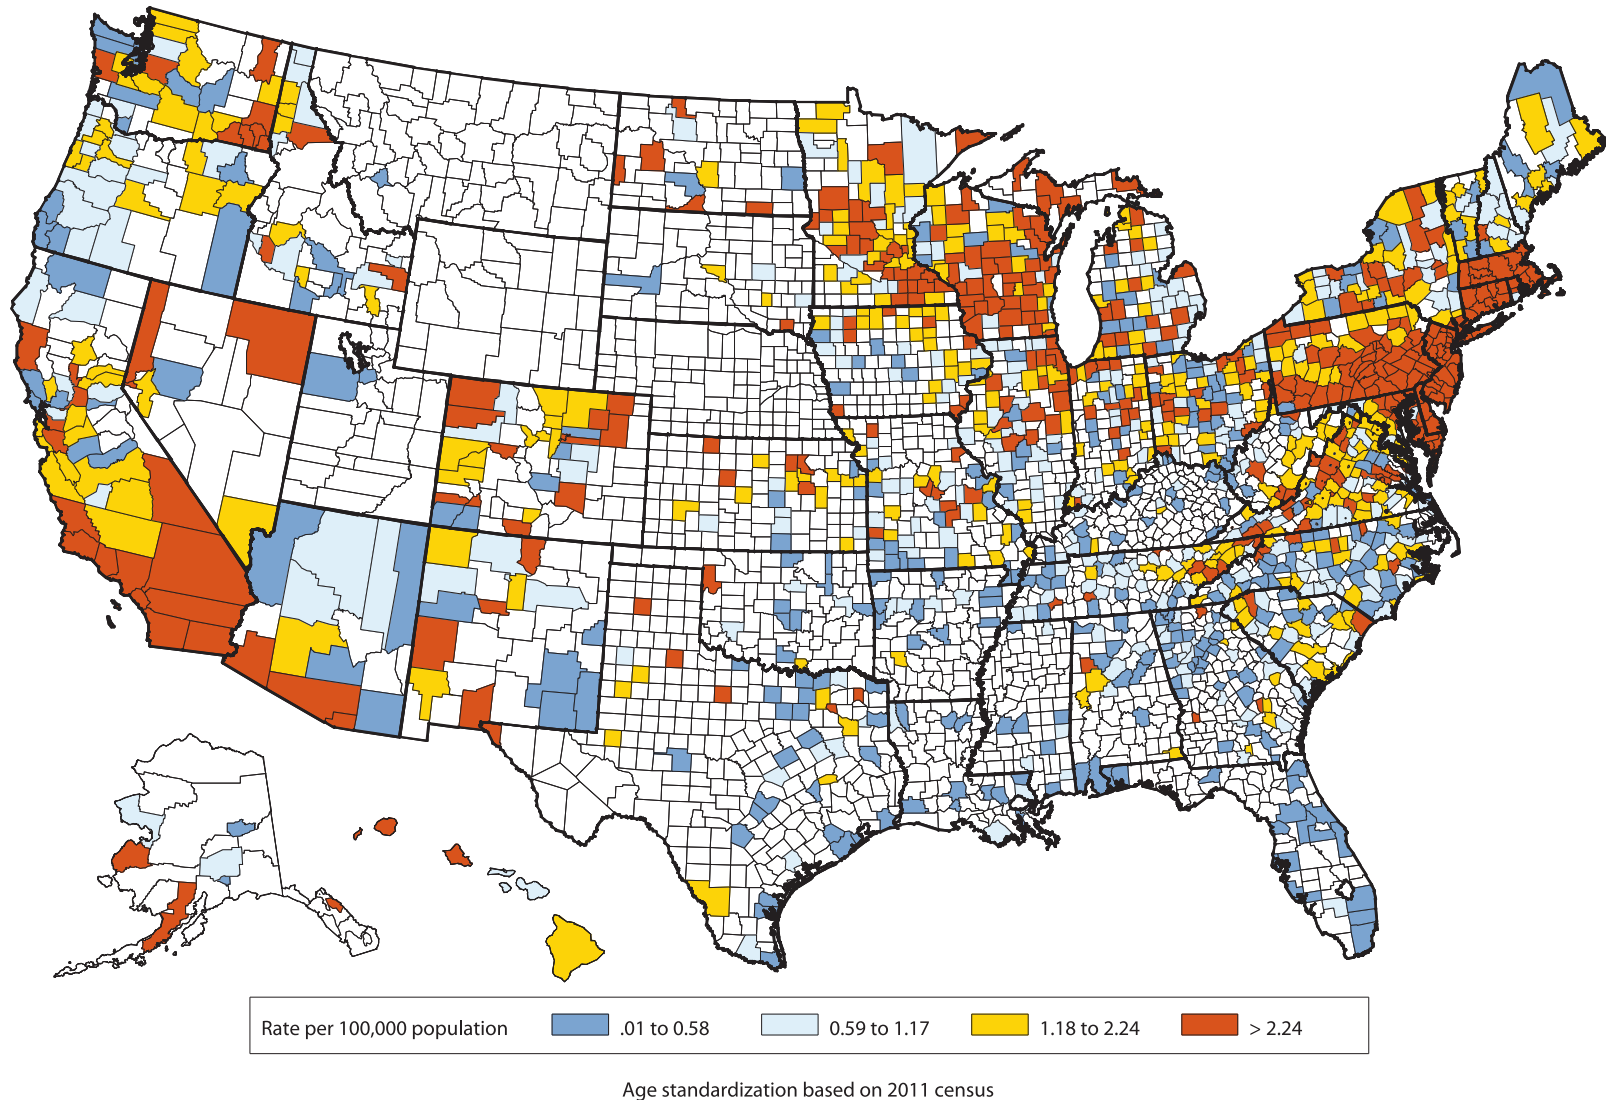 Rate per 100,000 population .01 to 0.58 0.59 to 1.17 1.18 to 2.24 > 2.24
Age standardization based on 2011 census